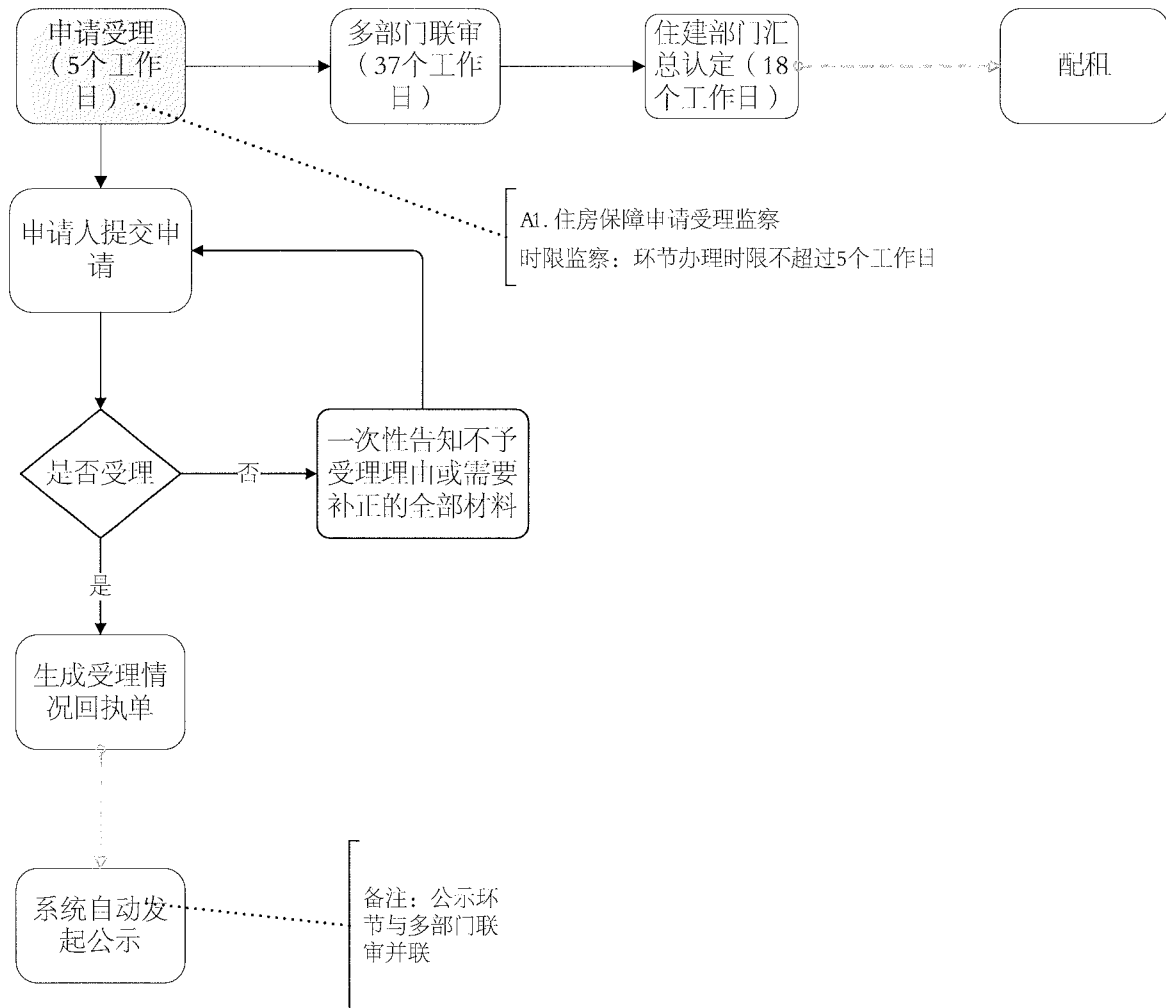 申请受理
（5个工作
日）
多部门联审
（37个工作
日）
住建部门汇
总认定（18
个工作日）
配租
A1.住房保障申请受理监察
时限监察：环节办理时限不超过5个工作日
申请人提交申
请
是否受理
否
一次性告知不予
受理理由或需要
补正的全部材料
是
生成受理情
况回执单
系统自动发
起公示
备注：公示环
节与多部门联
审并联